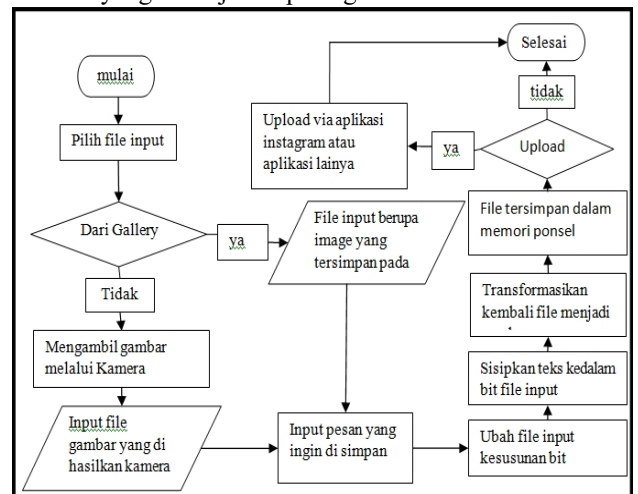 mulai
Pilih file input
Dari Gallery
ya
Tidak
Mengambil gambar
melalui Kamera
Input file
gambar yang di
hasilkan kamera
File input berupa
image yang
tersimpan pada
Input pesan yang
ingin di simpan
Ubah file input
kesusunan bit
Sisipkan teks kedalam
bit file input
Transformasikan
kembali file menjadi
File tersimpan dalam
memori ponsel
Upload
ya
Upload via aplikasi
instagram atau
aplikasi lainya
tidak
Selesai